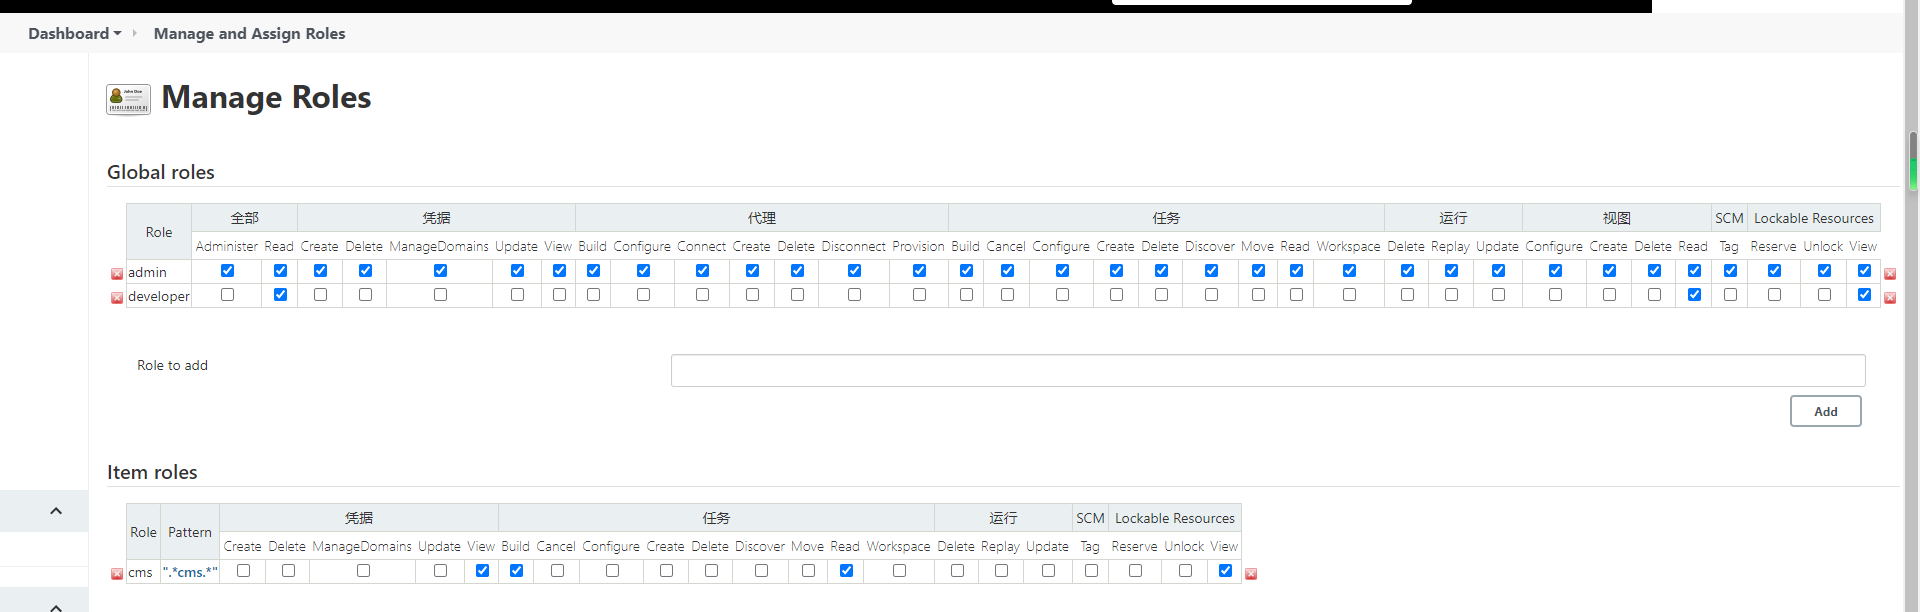 Dashboard Manage and Assign Roles
John Doe
Manage Roles
Global roles
Role 全部 凭据 代理 任务 运行 视图 SCM Lockable Resources
Administer Read Create Delete ManageDomains Update View Build Configure Connect Create Delete Disconnect Provision Build Cancel Configure Create Delete Discover Move Read Workspace Delete Replay Update Configure Create Delete Read Tag Reserve Unlock View
admin
developer
Role to add
Add
Item roles
Role Pattern 凭据 任务 运行 SCM Lockable Resources
Create Delete ManageDomains Update View Build Cancel Configure Create Delete Discover Move Read Workspace Delete Replay Update Tag Reserve Unlock View
cms ".*cms.*"